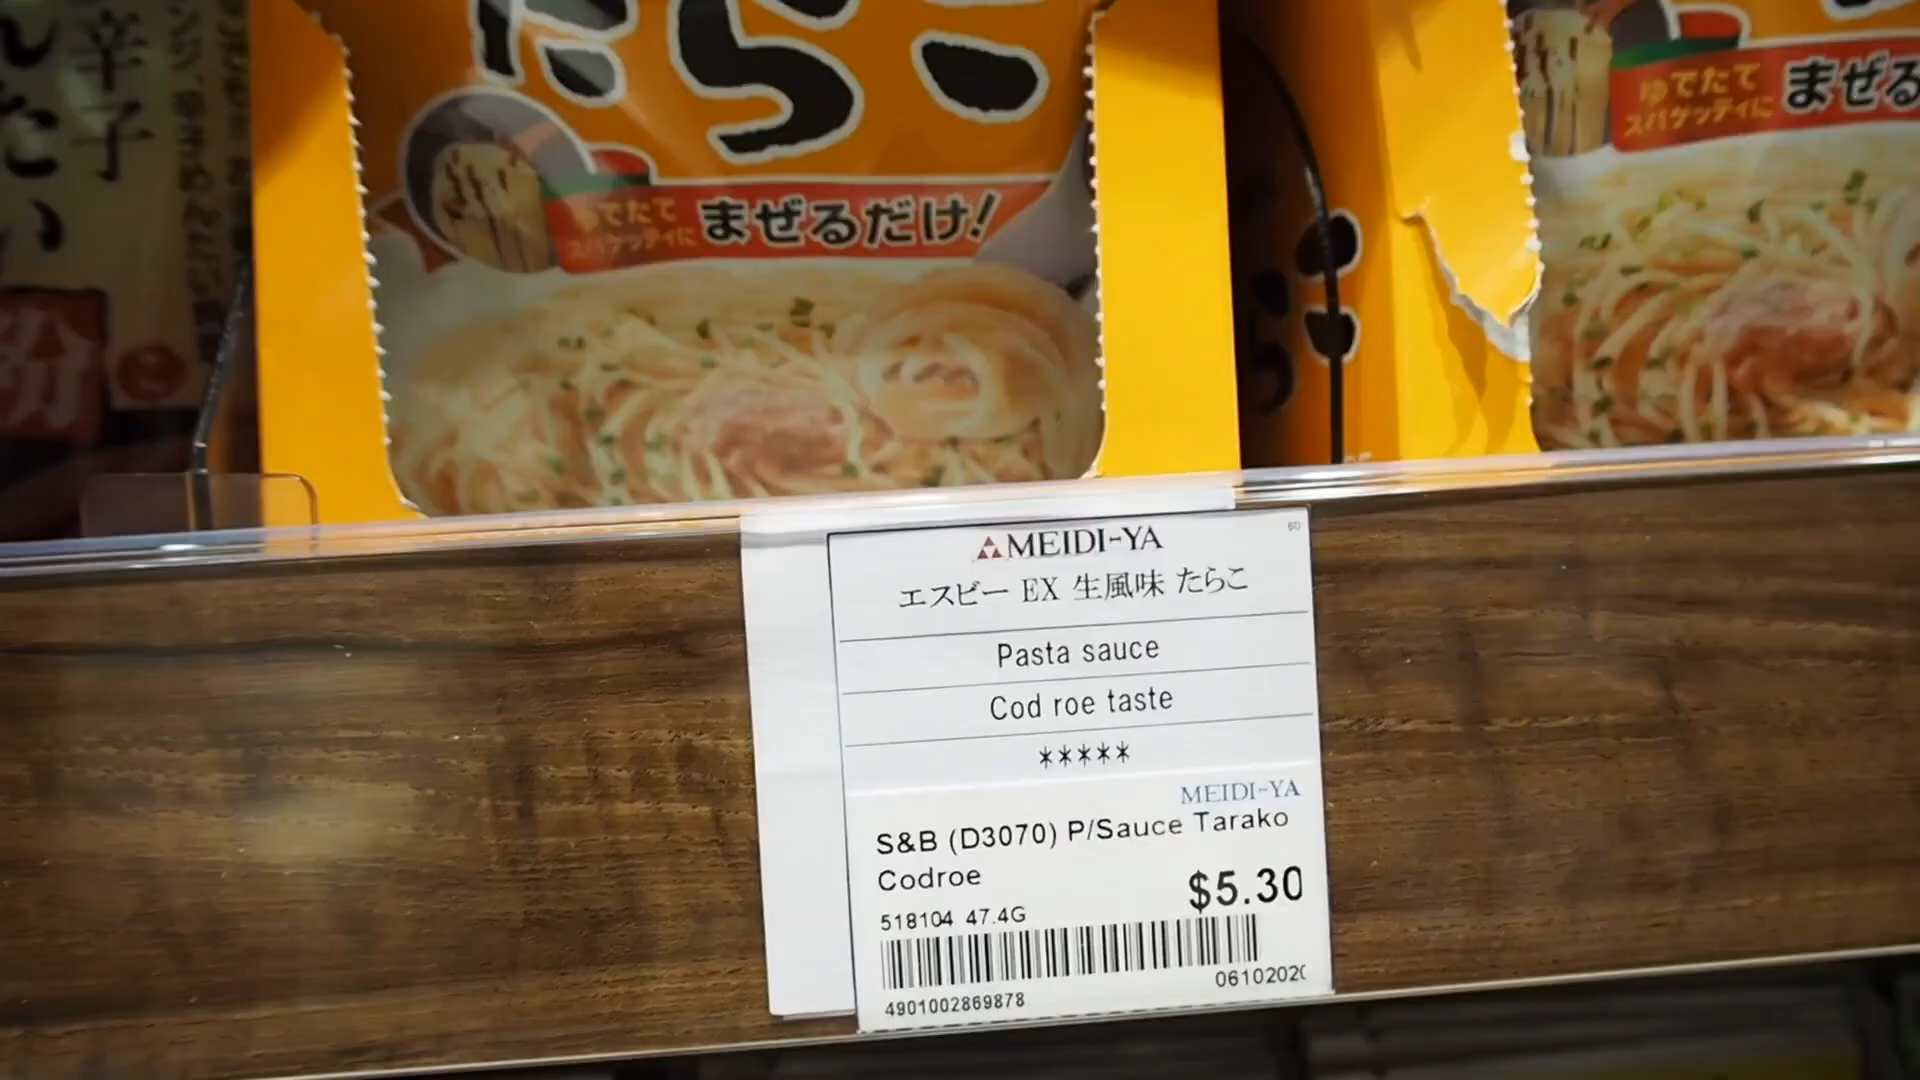 辛子
たらこ
ゆでたて
スパゲッティに
まぜるだけ!
ゆでたて
スパゲッティに
まぜる
粉
MEIDI-YA
60
エスビー EX 生風味 たらこ
Pasta sauce
Cod roe taste
*****
MEIDI-YA
S&B (D3070) P/Sauce Tarako
Codroe
$5.30
518104 47.4G
06102020
4901002869878